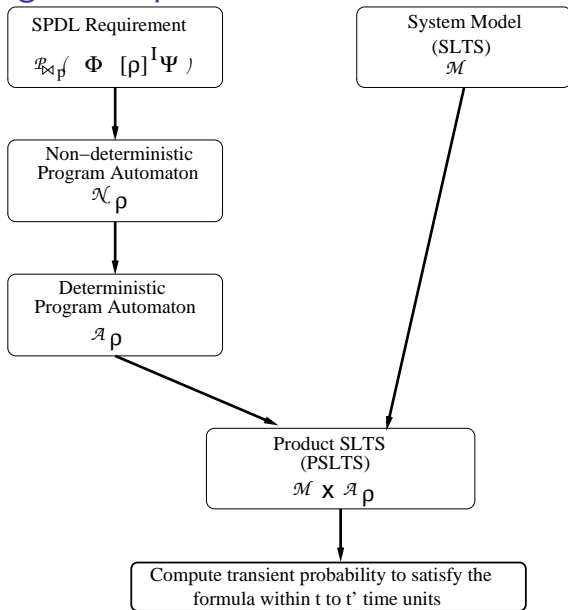 SPDL Requirement
𝒫⋈p( Φ [ρ]ᴵ Ψ )
System Model
(SLTS)
ℳ
Non-deterministic
Program Automaton
𝒩ρ
Deterministic
Program Automaton
𝒜ρ
Product SLTS
(PSLTS)
ℳ x 𝒜ρ
Compute transient probability to satisfy the
formula within t to t' time units